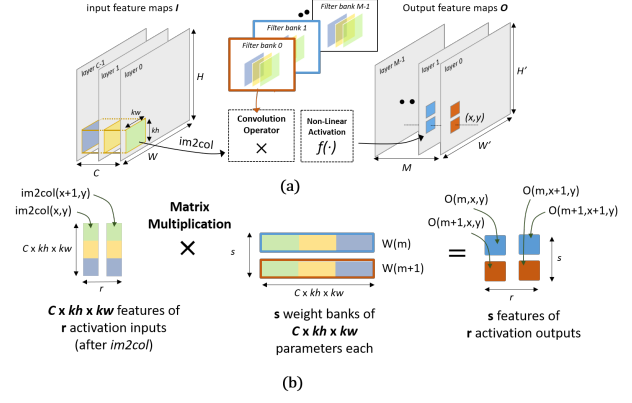 input feature maps I
Filter bank M-1
Filter bank 1
Filter bank 0
Output feature maps O
layer C-1
layer 1
layer 0
H
kw
kh
C
W
im2col
Convolution
Operator
×
Non-Linear
Activation
f(·)
layer M-1
layer 1
layer 0
H'
(x,y)
W'
M
(a)
im2col(x+1,y)
im2col(x,y)
C x kh x kw
r
C x kh x kw features of
r activation inputs
(after im2col)
Matrix
Multiplication
×
s
W(m)
W(m+1)
C x kh x kw
s weight banks of
C x kh x kw
parameters each
=
O(m,x,y)
O(m,x+1,y)
O(m+1,x,y)
O(m+1,x+1,y)
s
r
s features of
r activation outputs
(b)